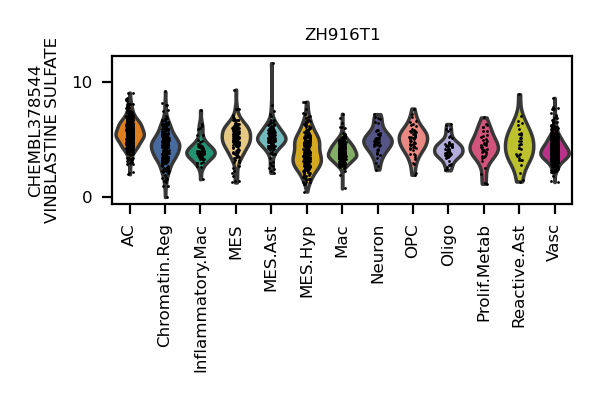 ZH916T1
CHEMBL378544
VINBLASTINE SULFATE
10
0
AC
Chromatin.Reg
Inflammatory.Mac
MES
MES.Ast
MES.Hyp
Mac
Neuron
OPC
Oligo
Prolif.Metab
Reactive.Ast
Vasc